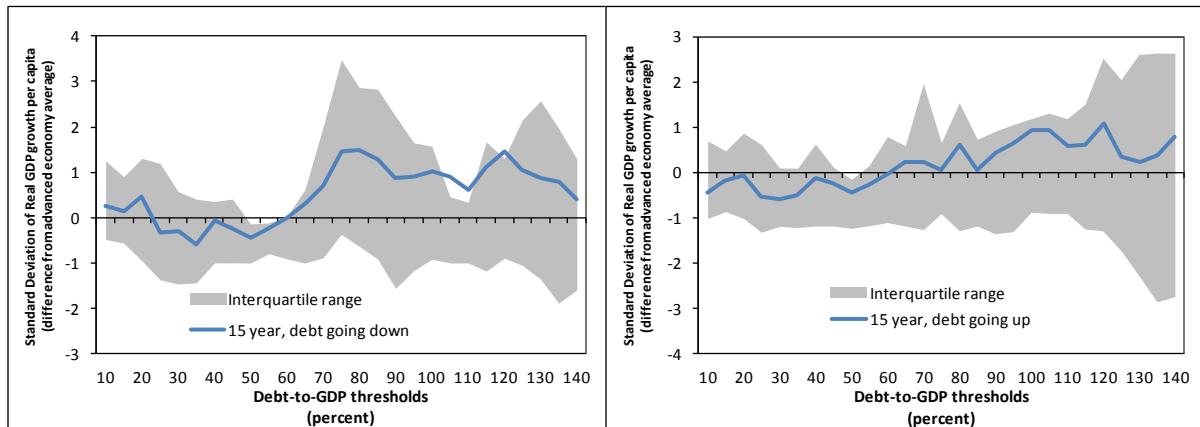 Standard Deviation of Real GDP growth per capita
(difference from advanced economy average)
4
3
2
1
0
-1
-2
-3
Interquartile range
15 year, debt going down
10 20 30 40 50 60 70 80 90 100 110 120 130 140
Debt-to-GDP thresholds
(percent)
Standard Deviation of Real GDP growth per capita
(difference from advanced economy average)
3
2
1
0
-1
-2
-3
-4
Interquartile range
15 year, debt going up
10 20 30 40 50 60 70 80 90 100 110 120 130 140
Debt-to-GDP thresholds
(percent)